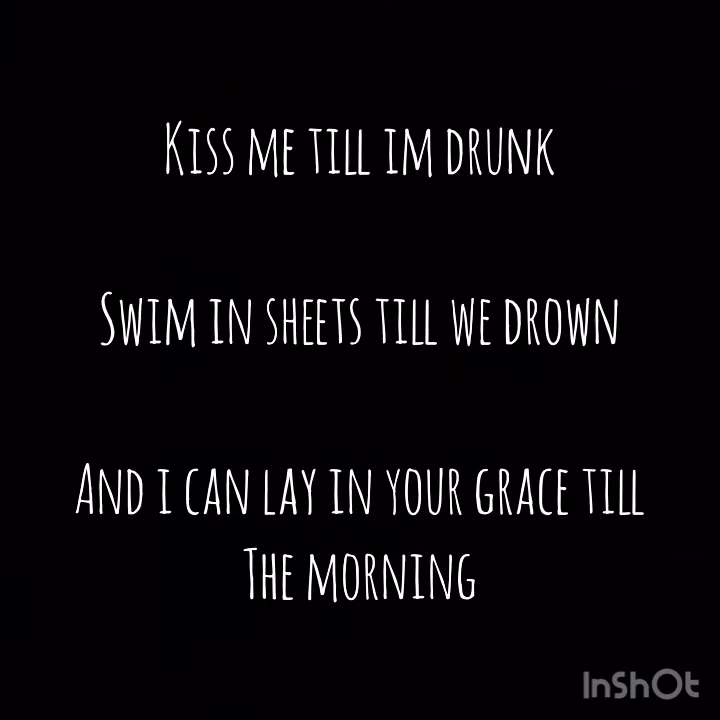 Kiss me till im drunk
Swim in sheets till we drown
And i can lay in your grace till
The morning
InShOt